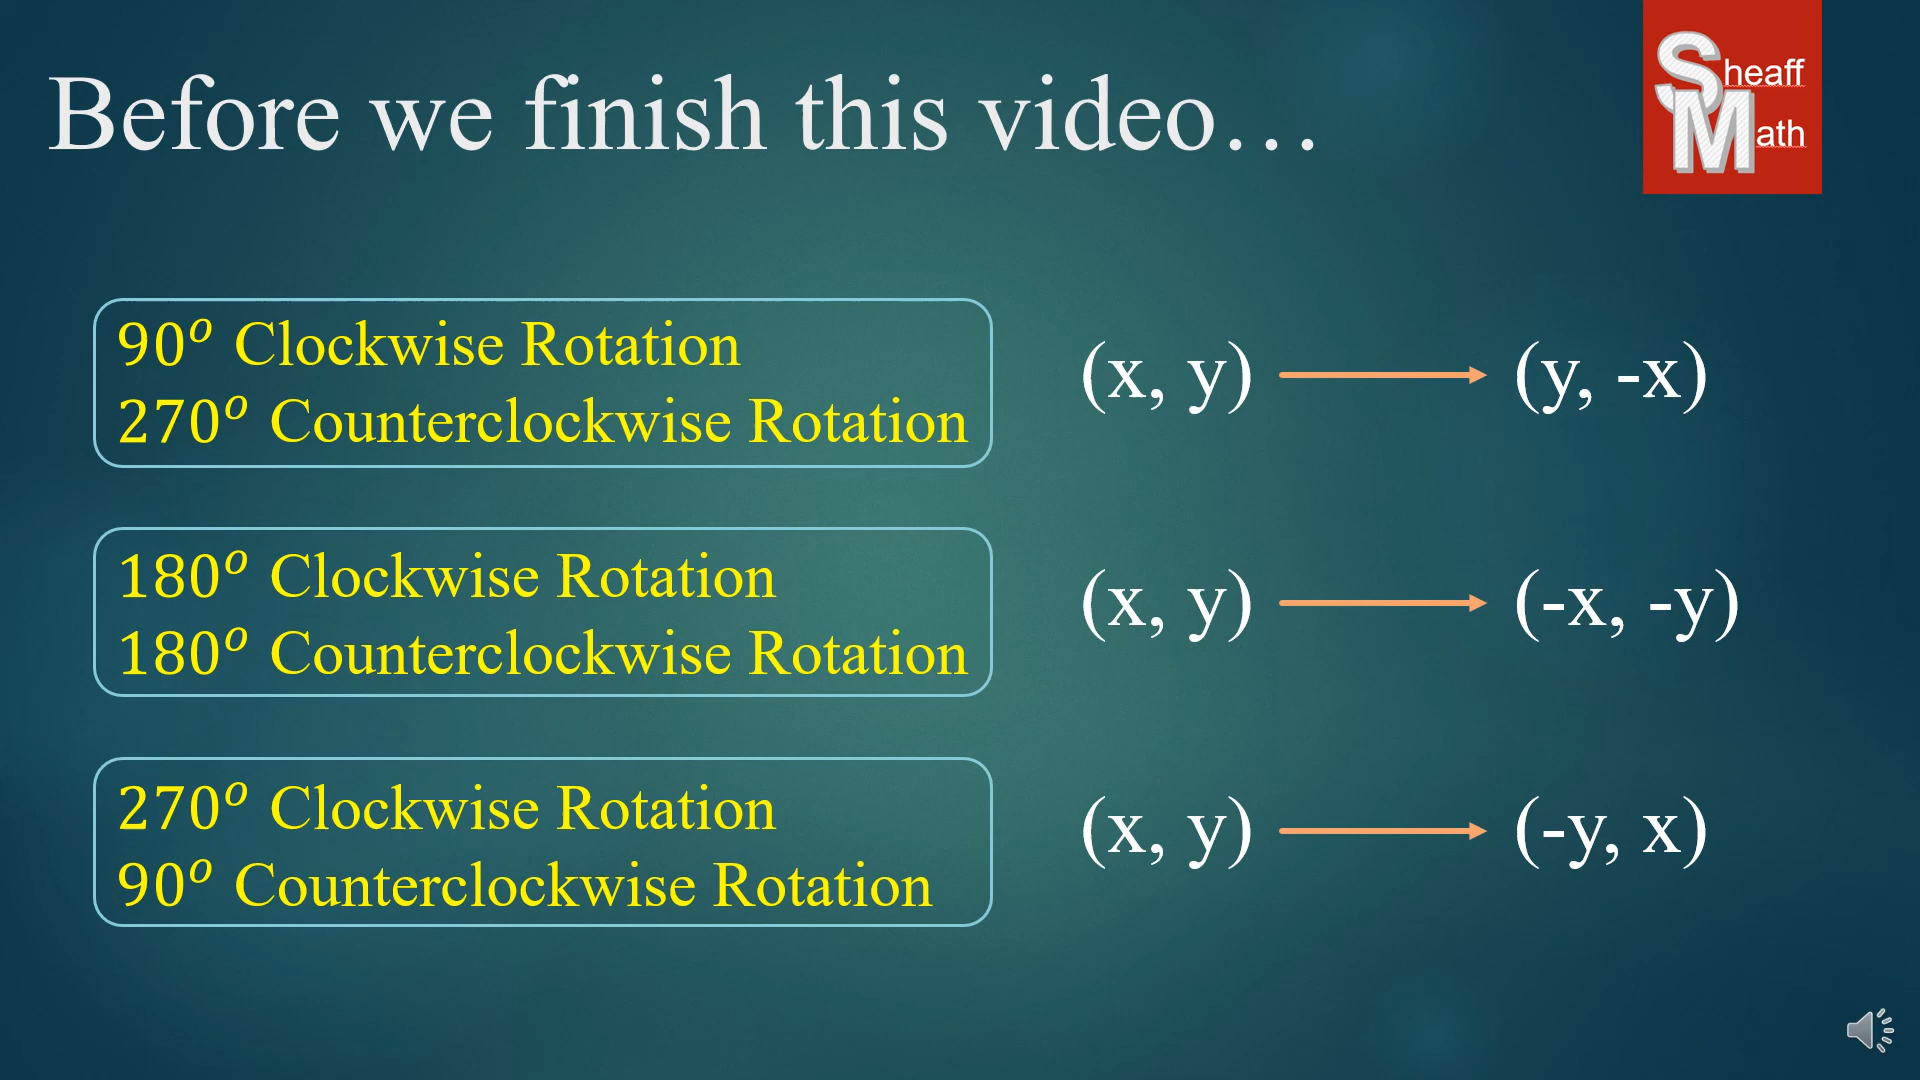 Before we finish this video…
Sheaff
Math
90° Clockwise Rotation
270° Counterclockwise Rotation
(x, y) → (y, -x)
180° Clockwise Rotation
180° Counterclockwise Rotation
(x, y) → (-x, -y)
270° Clockwise Rotation
90° Counterclockwise Rotation
(x, y) → (-y, x)